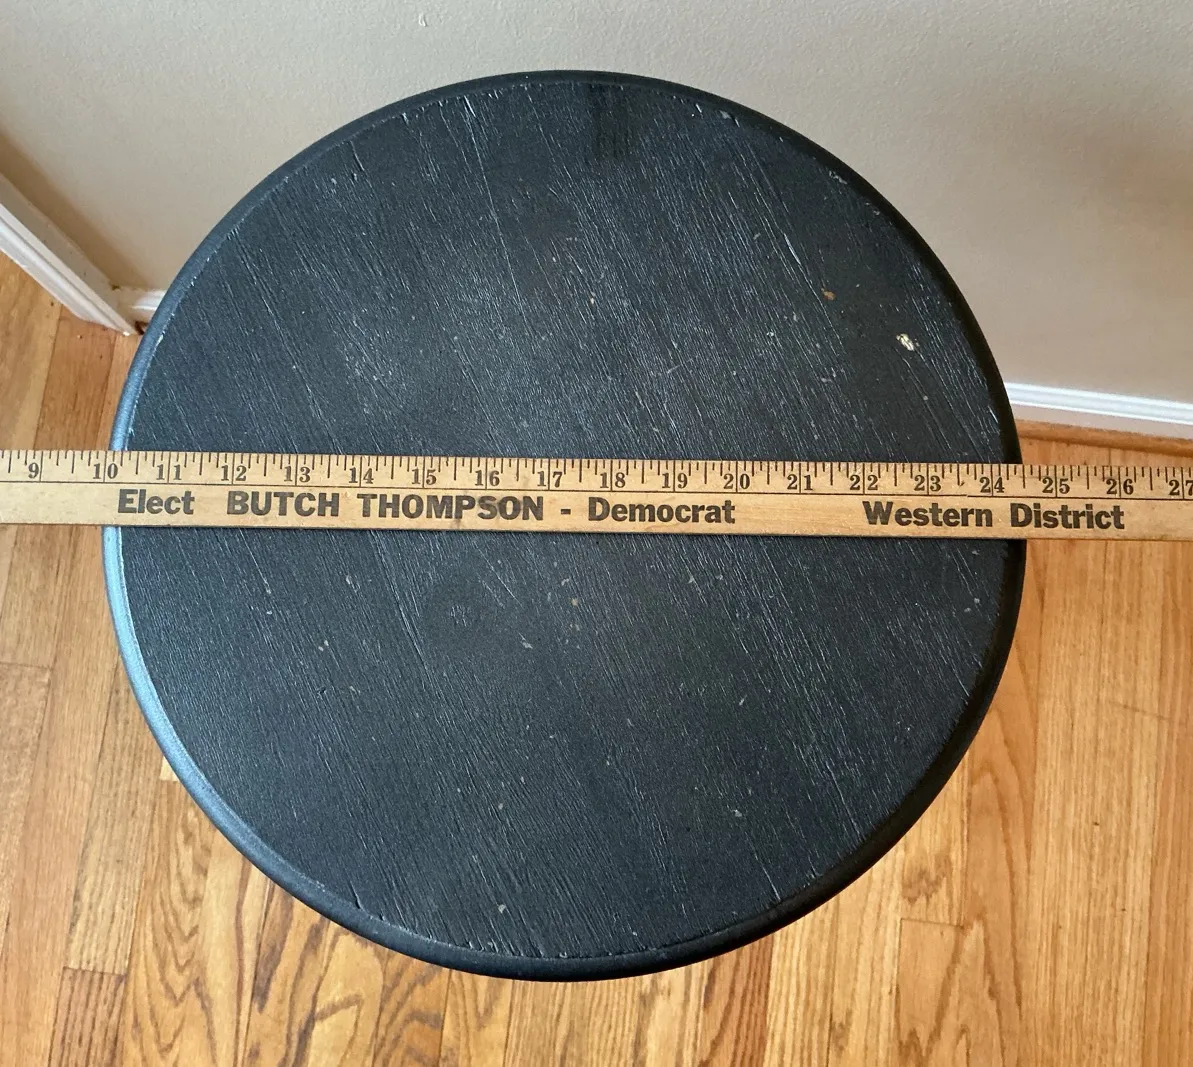 9 10 11 12 13 14 15 16 17 18 19 20 21 22 23 24 25 26 27
Elect BUTCH THOMPSON - Democrat Western District